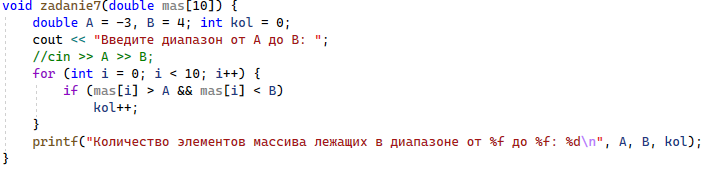 void zadanie7(double mas[10]) {
    double A = -3, B = 4; int kol = 0;
    cout << "Введите диапазон от A до B: ";
    //cin >> A >> B;
    for (int i = 0; i < 10; i++) {
        if (mas[i] > A && mas[i] < B)
            kol++;
    }
    printf("Количество элементов массива лежащих в диапазоне от %f до %f: %d\n", A, B, kol);
}